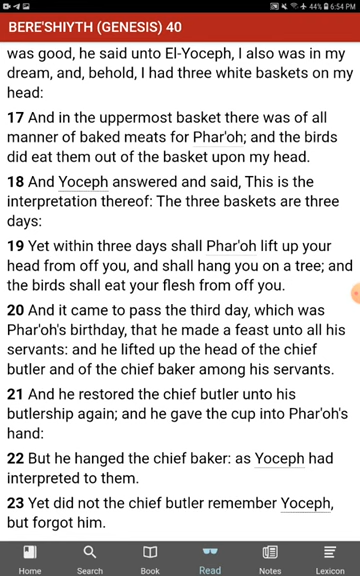 44% 6:54 PM
BERE'SHIYTH (GENESIS) 40
was good, he said unto El-Yoceph, I also was in my
dream, and, behold, I had three white baskets on my
head:
17 And in the uppermost basket there was of all
manner of baked meats for Phar'oh; and the birds
did eat them out of the basket upon my head.
18 And Yoceph answered and said, This is the
interpretation thereof: The three baskets are three
days:
19 Yet within three days shall Phar'oh lift up your
head from off you, and shall hang you on a tree; and
the birds shall eat your flesh from off you.
20 And it came to pass the third day, which was
Phar'oh's birthday, that he made a feast unto all his
servants: and he lifted up the head of the chief
butler and of the chief baker among his servants.
21 And he restored the chief butler unto his
butlership again; and he gave the cup into Phar'oh's
hand:
22 But he hanged the chief baker: as Yoceph had
interpreted to them.
23 Yet did not the chief butler remember Yoceph,
but forgot him.
Home Search Book Read Notes Lexicon